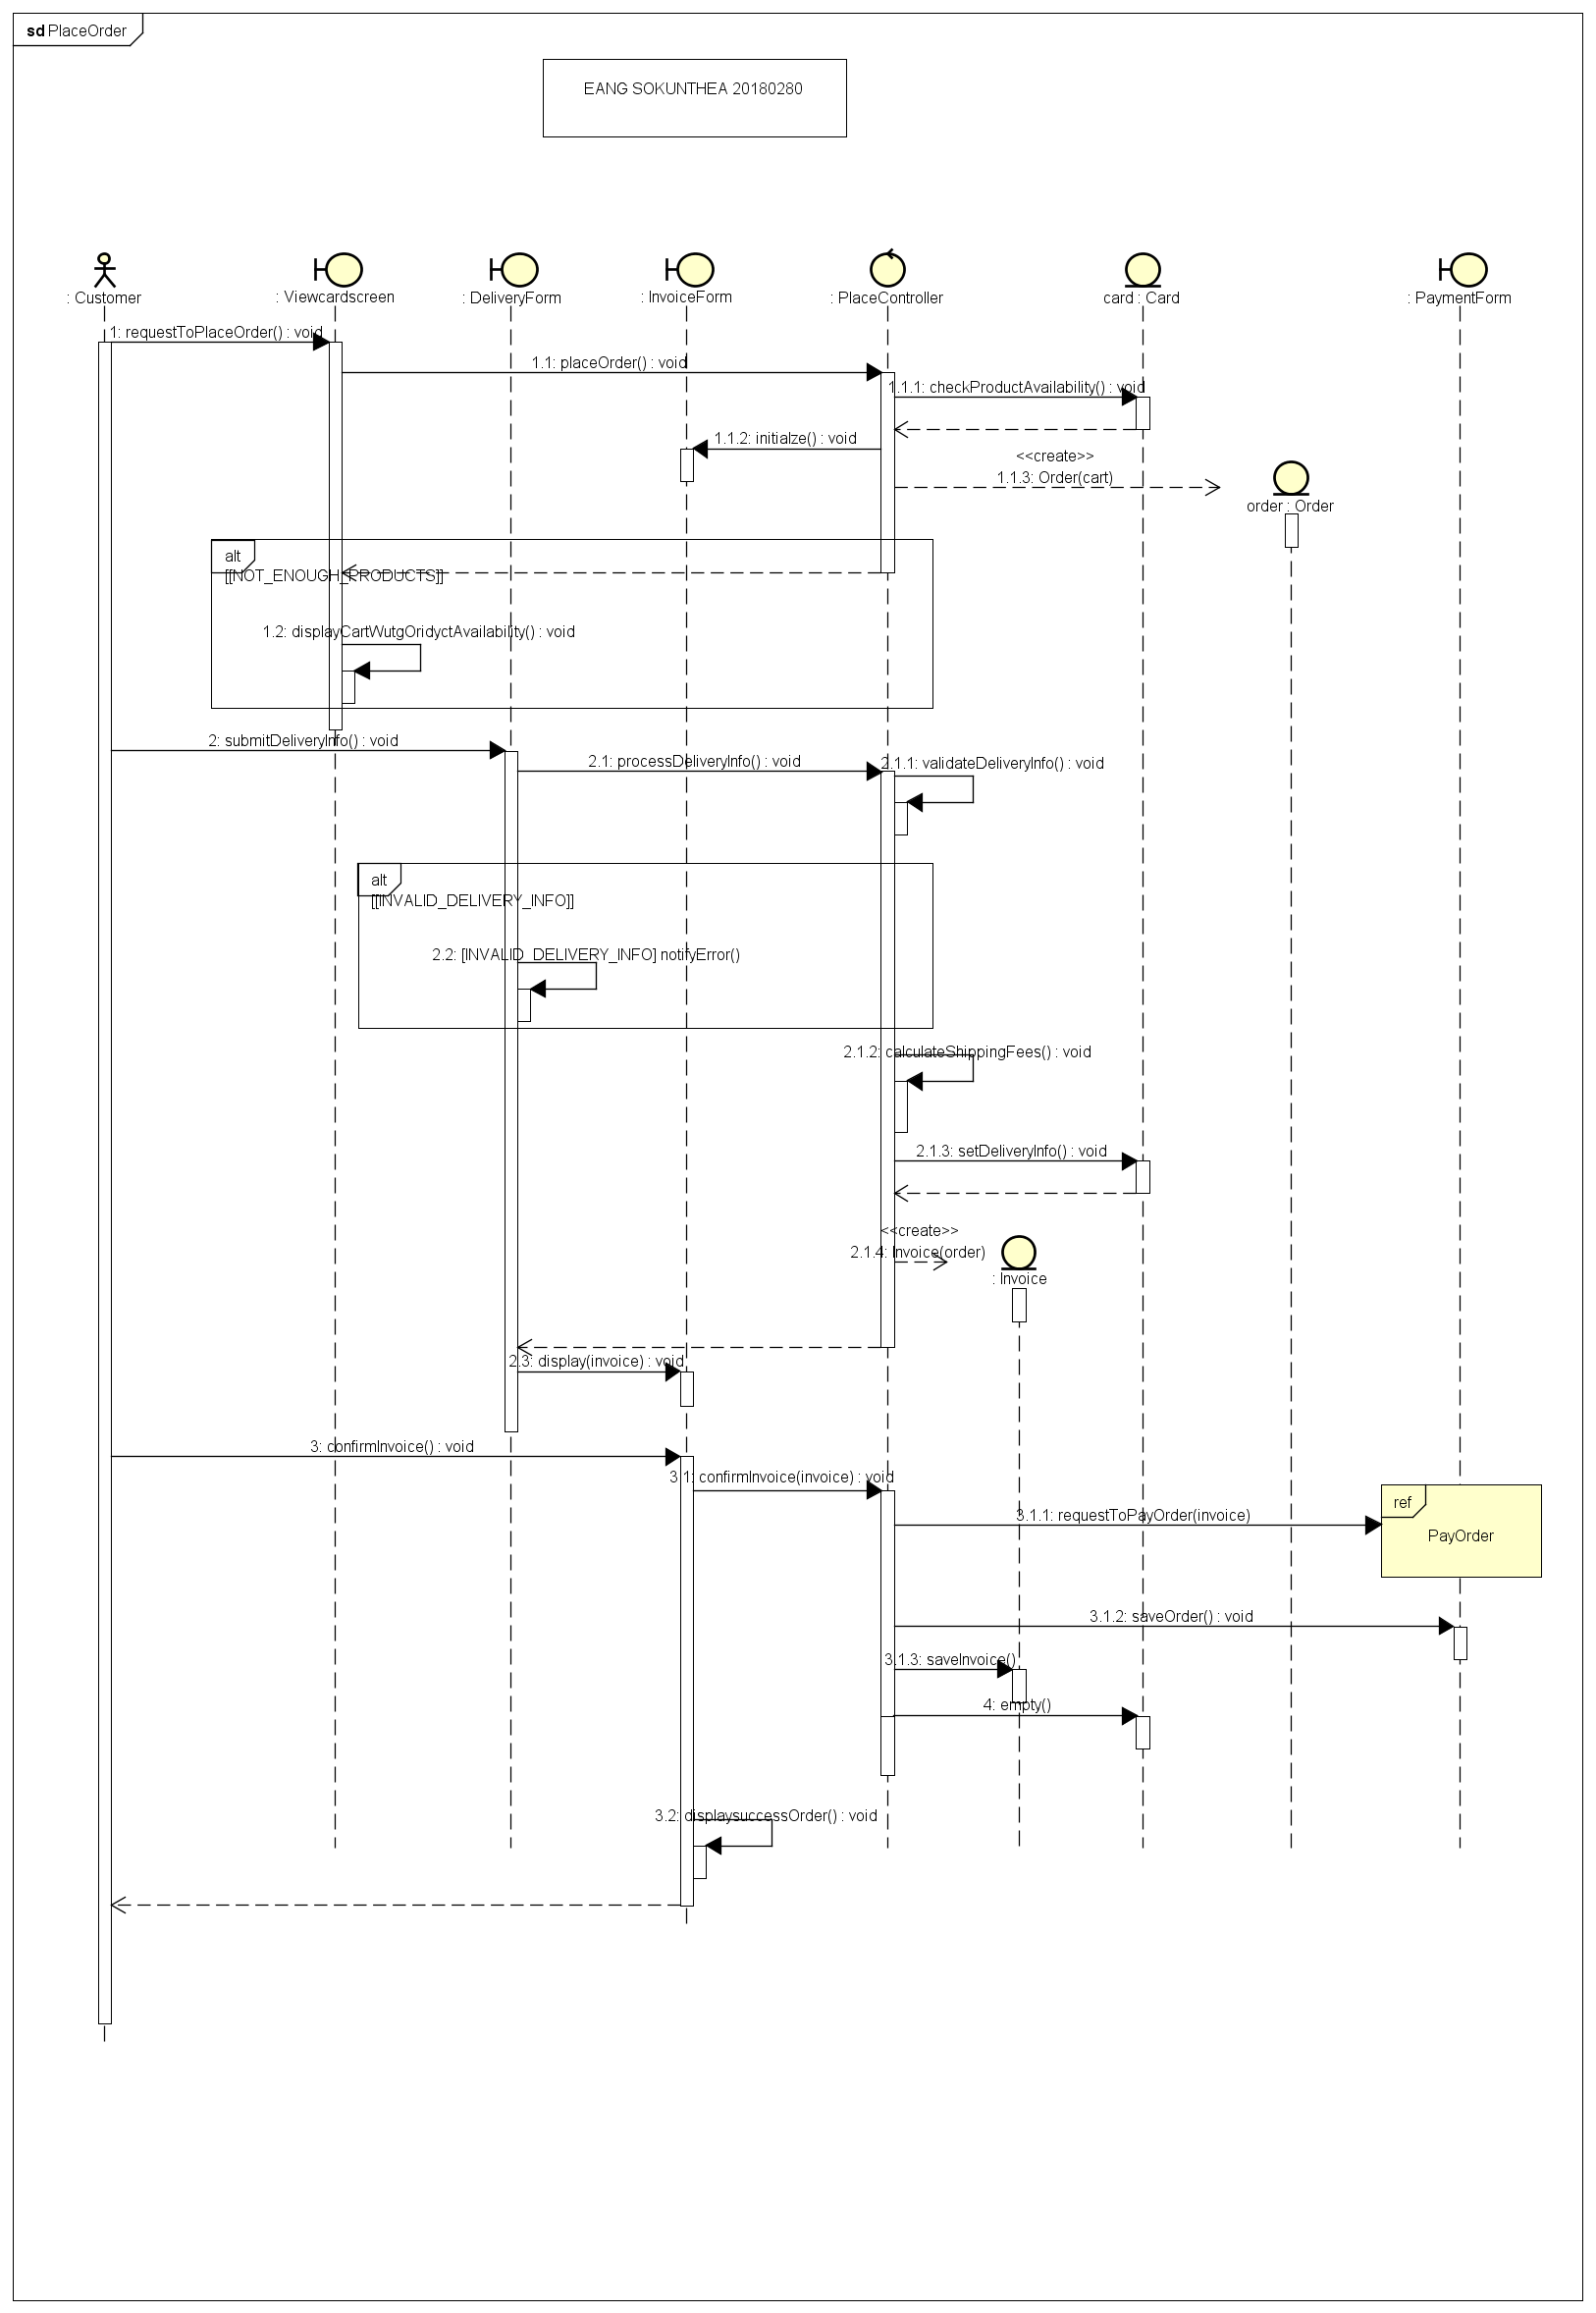 sd PlaceOrder
EANG SOKUNTHEA 20180280
: Customer
: Viewcardscreen
: DeliveryForm
: InvoiceForm
: PlaceController
card : Card
: PaymentForm
1: requestToPlaceOrder() : void
1.1: placeOrder() : void
1.1.1: checkProductAvailability() : void
1.1.2: initialze() : void
<<create>>
1.1.3: Order(cart)
order : Order
alt
[[NOT_ENOUGH_PRODUCTS]]
1.2: displayCartWutgOridyctAvailability() : void
2: submitDeliveryInfo() : void
2.1: processDeliveryInfo() : void
2.1.1: validateDeliveryInfo() : void
alt
[[INVALID_DELIVERY_INFO]]
2.2: [INVALID_DELIVERY_INFO] notifyError()
2.1.2: calculateShippingFees() : void
2.1.3: setDeliveryInfo() : void
<<create>>
2.1.4: Invoice(order)
: Invoice
2.3: display(invoice) : void
3: confirmInvoice() : void
3.1: confirmInvoice(invoice) : void
ref
3.1.1: requestToPayOrder(invoice)
PayOrder
3.1.2: saveOrder() : void
3.1.3: saveInvoice()
4: empty()
3.2: displaysuccessOrder() : void